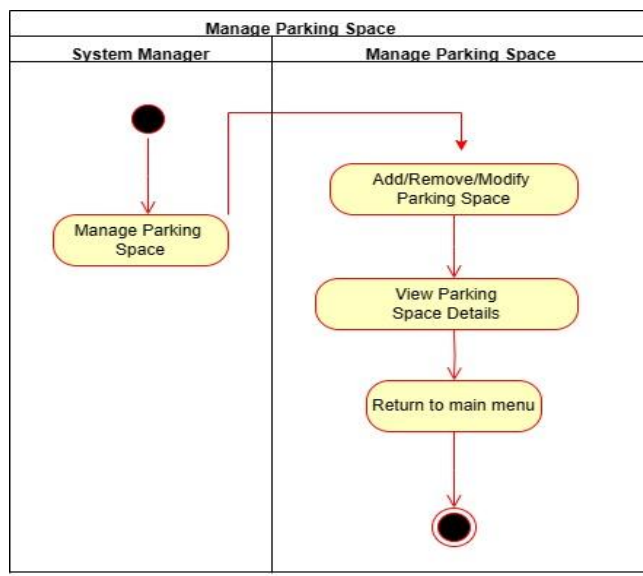 Manage Parking Space
System Manager
Manage Parking Space
Manage Parking
Space
Add/Remove/Modify
Parking Space
View Parking
Space Details
Return to main menu